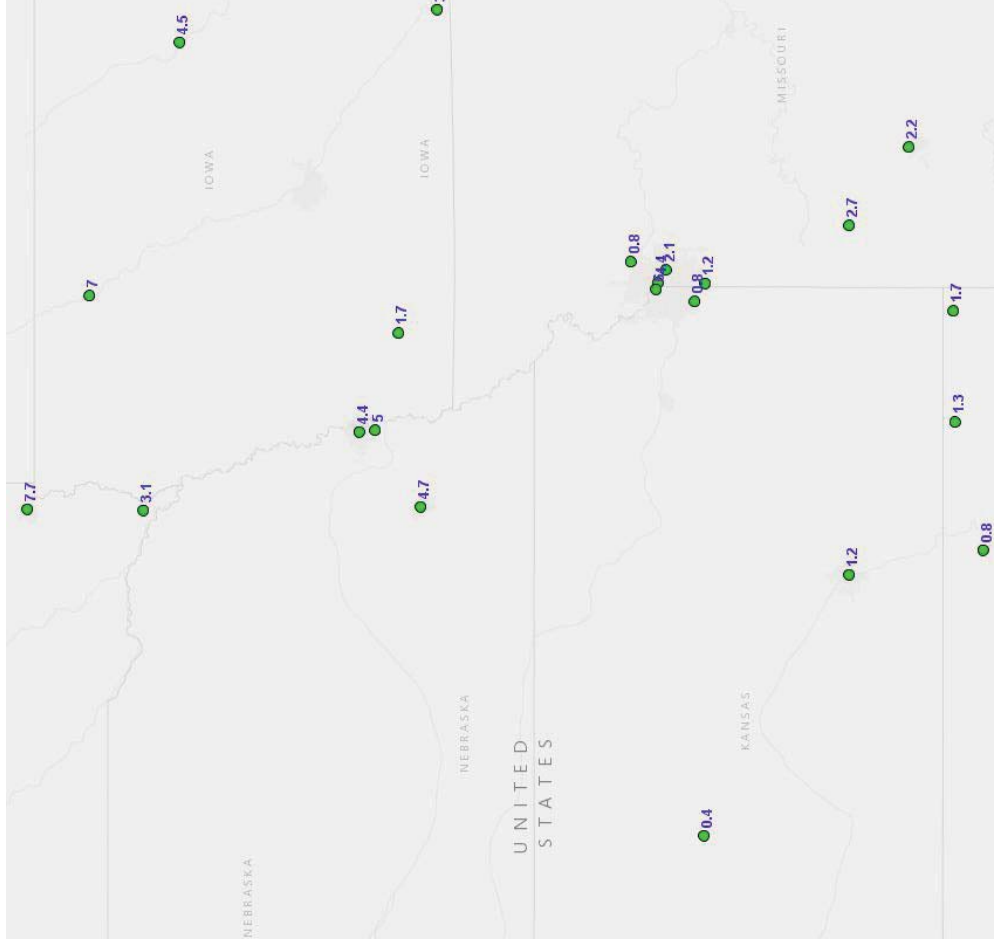 7.7
7
3.1
4.5
IOWA
NEBRASKA
4.4
5
1.7
4.7
IOWA
NEBRASKA
UNITED
STATES
0.8
2.1
0.8
0.4
1.2
KANSAS
MISSOURI
1.2
2.7
2.2
1.7
1.3
0.8